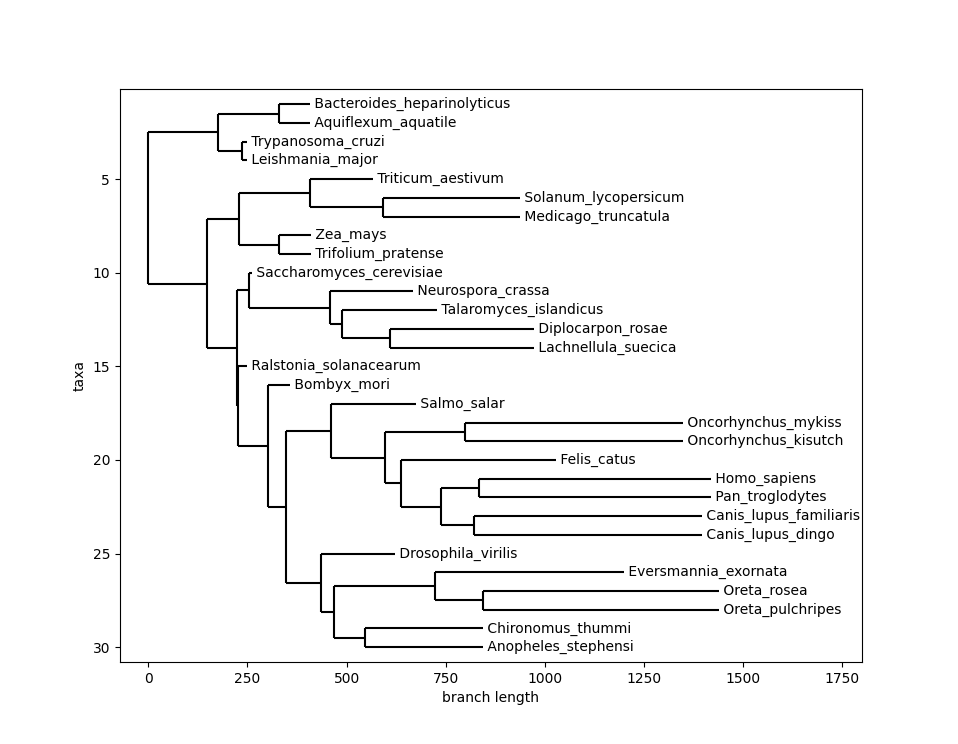 Bacteroides_heparinolyticus
Aquiflexum_aquatile
Trypanosoma_cruzi
Leishmania_major
5
Triticum_aestivum
Solanum_lycopersicum
Medicago_truncatula
Zea_mays
Trifolium_pratense
10
Saccharomyces_cerevisiae
Neurospora_crassa
Talaromyces_islandicus
Diplocarpon_rosae
Lachnellula_suecica
15
Ralstonia_solanacearum
taxa
Bombyx_mori
Salmo_salar
Oncorhynchus_mykiss
Oncorhynchus_kisutch
20
Felis_catus
Homo_sapiens
Pan_troglodytes
Canis_lupus_familiaris
Canis_lupus_dingo
25
Drosophila_virilis
Eversmannia_exornata
Oreta_rosea
Oreta_pulchripes
Chironomus_thummi
30
Anopheles_stephensi
0 250 500 750 1000 1250 1500 1750
branch length